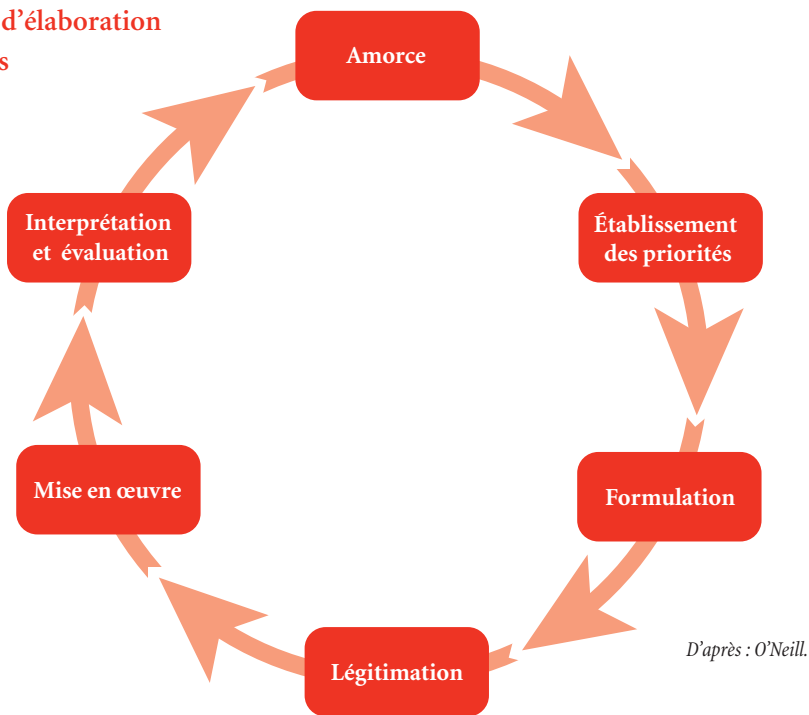 d'élaboration
s
Amorce
Établissement
des priorités
Formulation
Légitimation
Mise en œuvre
Interprétation
et évaluation
D'après : O'Neill.